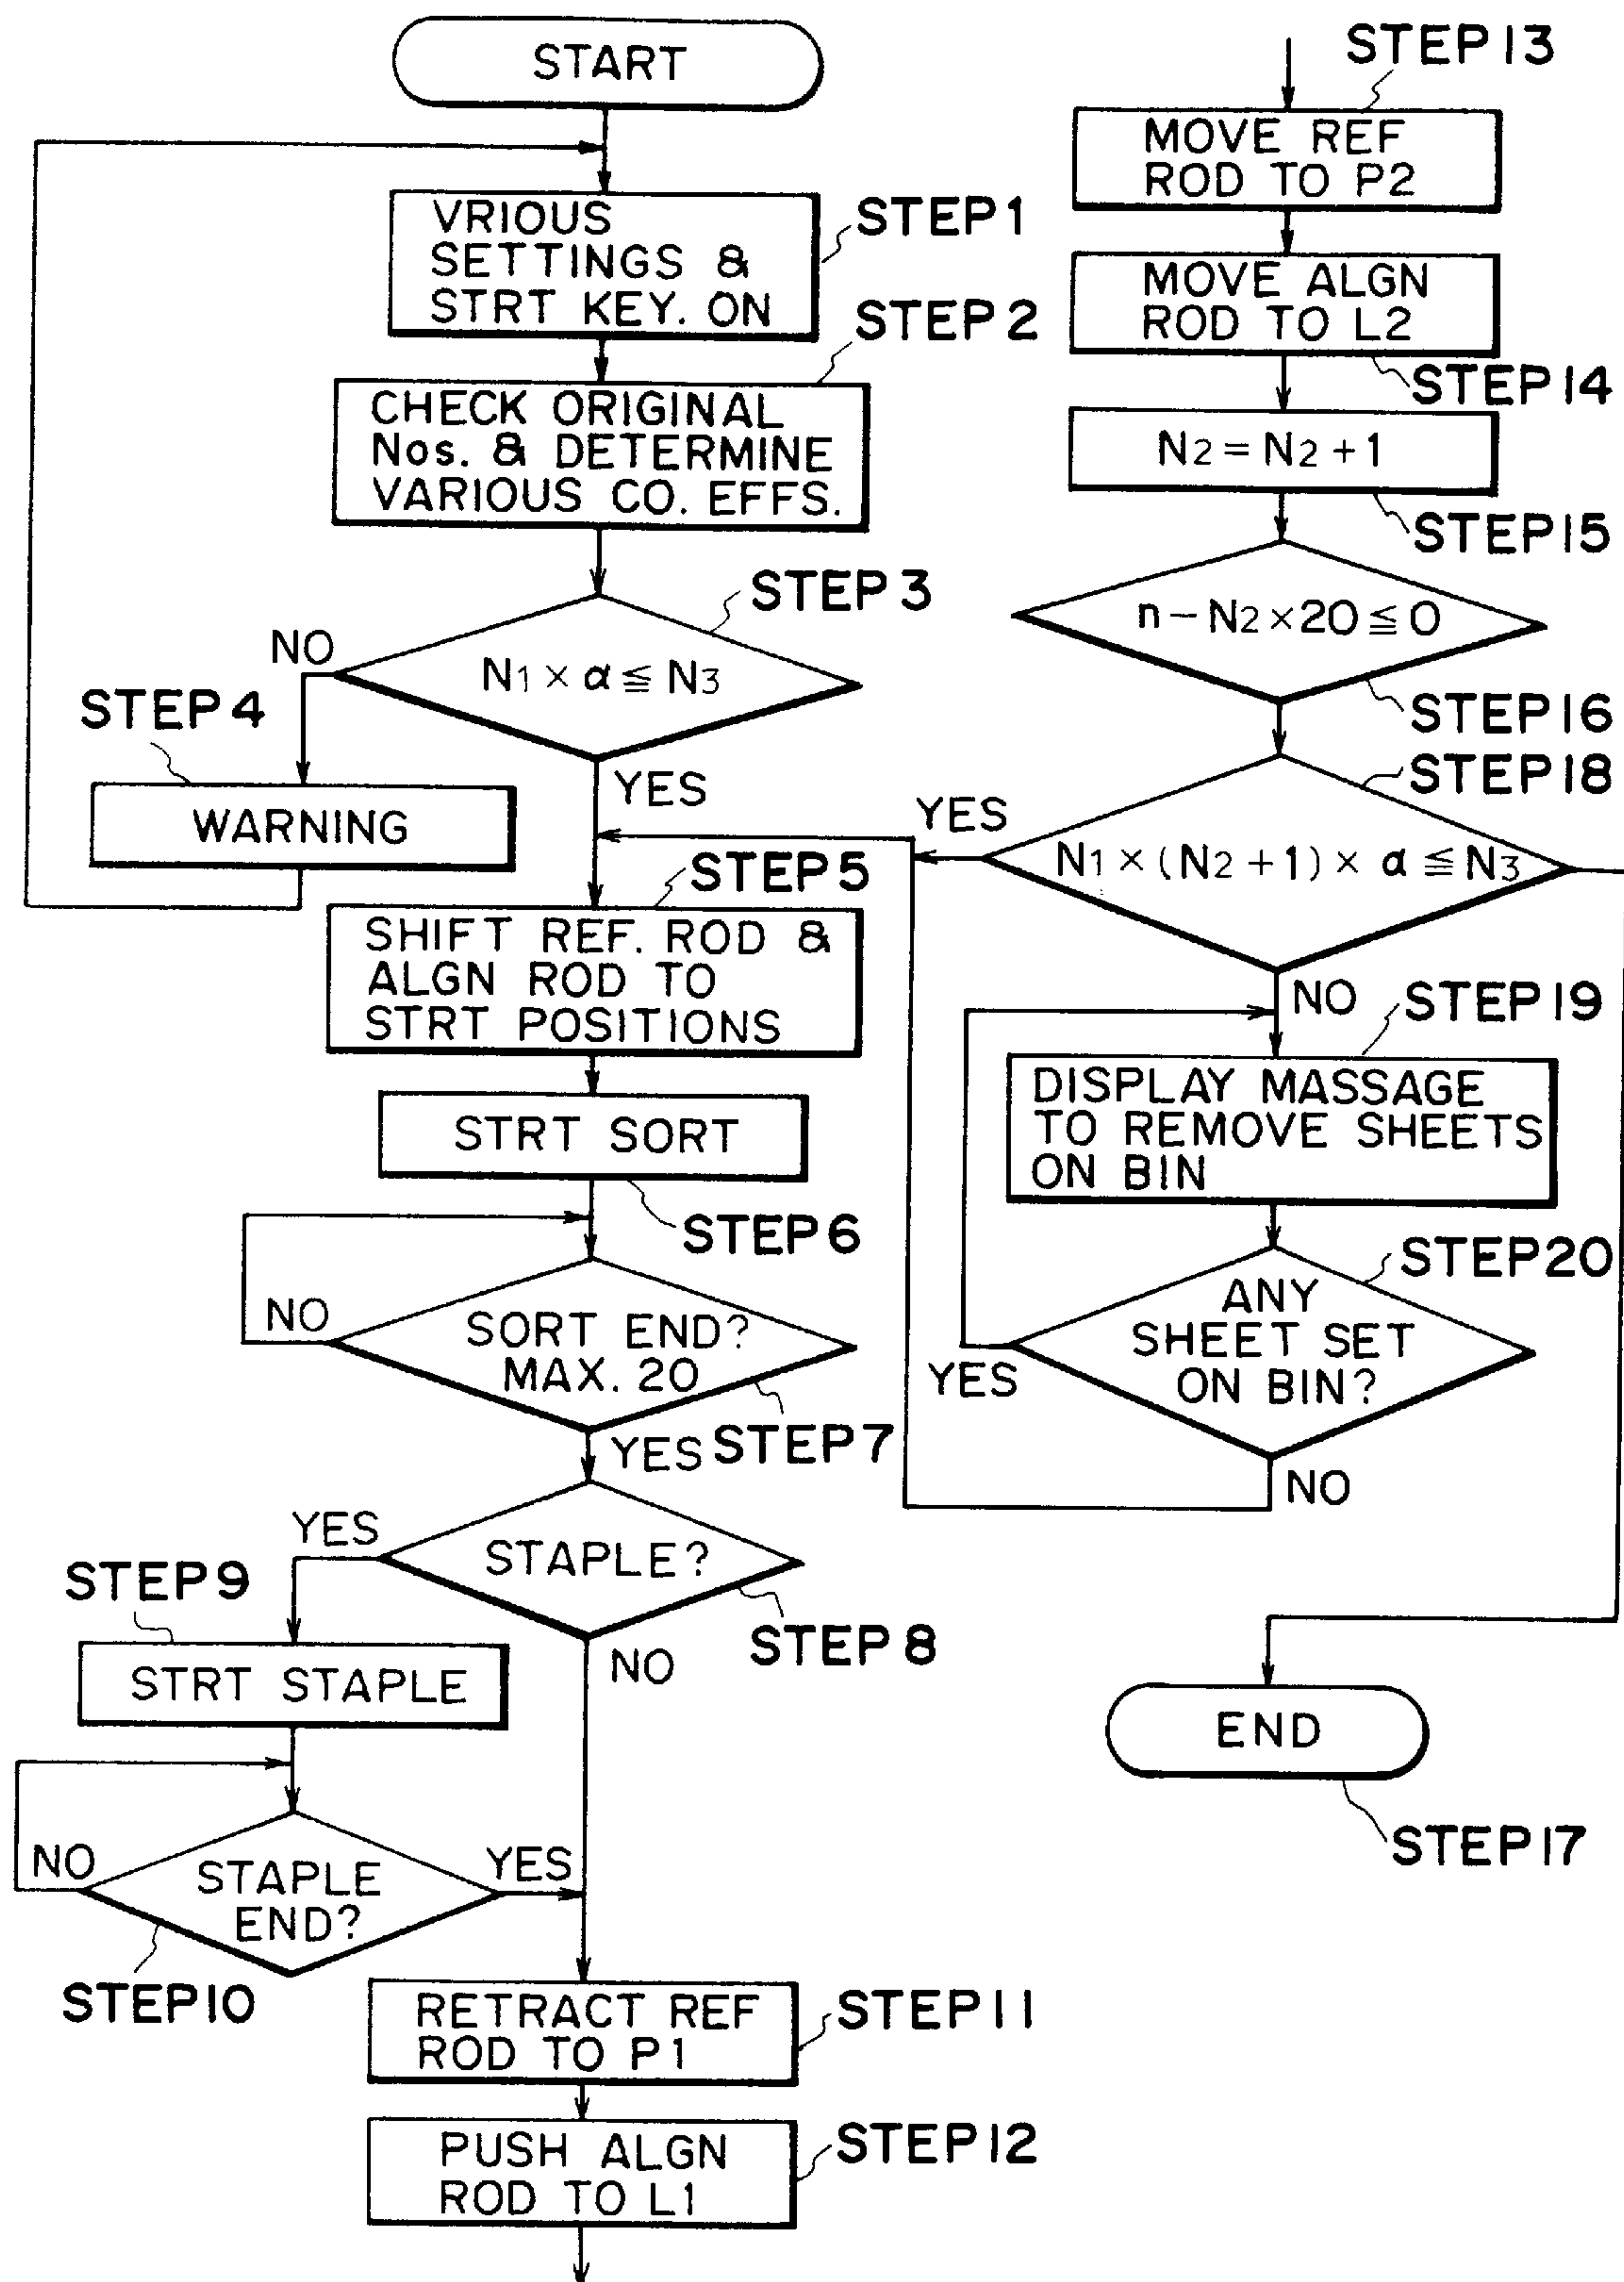 START
VRIOUS
SETTINGS &
STRT KEY. ON
STEP 1
CHECK ORIGINAL
Nos. & DETERMINE
VARIOUS CO. EFFS.
STEP 2
N1 × α ≦ N3
STEP 3
NO
YES
STEP 4
WARNING
STEP 5
SHIFT REF. ROD &
ALGN ROD TO
STRT POSITIONS
STRT SORT
STEP 6
SORT END?
MAX. 20
NO
YES
STEP 7
STAPLE?
YES
NO
STEP 8
STEP 9
STRT STAPLE
STAPLE
END?
NO
YES
STEP 10
RETRACT REF
ROD TO P1
STEP 11
PUSH ALGN
ROD TO L1
STEP 12
STEP 13
MOVE REF
ROD TO P2
MOVE ALGN
ROD TO L2
STEP 14
N2 = N2 + 1
STEP 15
n – N2 × 20 ≦ 0
STEP 16
STEP 18
YES
N1 × (N2 + 1) × α ≦ N3
NO
STEP 19
DISPLAY MASSAGE
TO REMOVE SHEETS
ON BIN
STEP 20
ANY
SHEET SET
ON BIN?
YES
NO
END
STEP 17